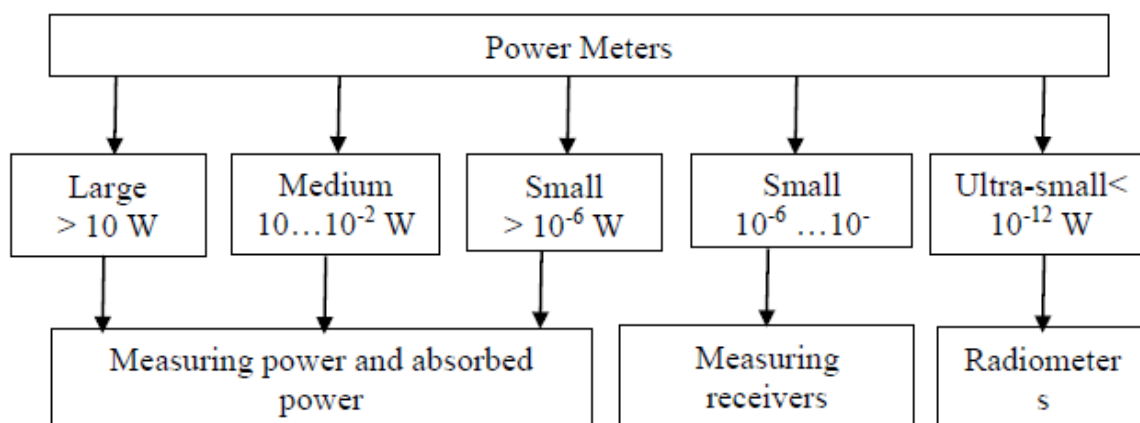 Power Meters
Large
> 10 W
Medium
10…10⁻² W
Small
> 10⁻⁶ W
Small
10⁻⁶ …10⁻
Ultra-small<
10⁻¹² W
Measuring power and absorbed
power
Measuring
receivers
Radiometer
s